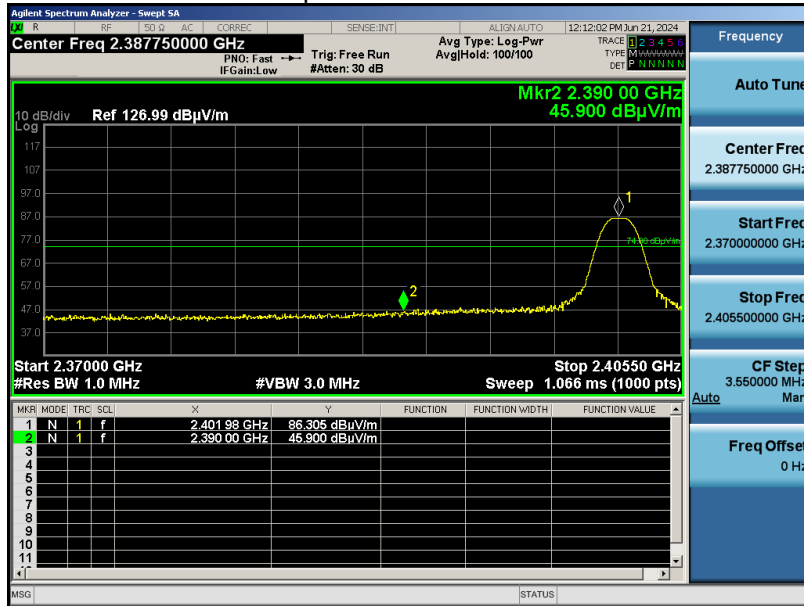 Agilent Spectrum Analyzer - Swept SA
LXI R RF 50 Ω AC CORREC SENSE:INT ALIGN AUTO 12:12:02 PM Jun 21, 2024
Center Freq 2.387750000 GHz
PNO: Fast
IFGain:Low
Trig: Free Run
#Atten: 30 dB
Avg Type: Log-Pwr
Avg|Hold: 100/100
TRACE 1 2 3 4 5 6
TYPE M
DET P N N N N N
Mkr2 2.390 00 GHz
45.900 dBµV/m
10 dB/div Ref 126.99 dBµV/m
Log
117
107
97.0
87.0
77.0
67.0
57.0
47.0
37.0
1
74.00 dBµV/m
2
Start 2.37000 GHz Stop 2.40550 GHz
#Res BW 1.0 MHz #VBW 3.0 MHz Sweep 1.066 ms (1000 pts)
MKR MODE TRC SCL X Y FUNCTION FUNCTION WIDTH FUNCTION VALUE
1 N 1 f 2.401 98 GHz 86.305 dBµV/m
2 N 1 f 2.390 00 GHz 45.900 dBµV/m
3
4
5
6
7
8
9
10
11
MSG STATUS
Frequency
Auto Tune
Center Freq
2.387750000 GHz
Start Freq
2.370000000 GHz
Stop Freq
2.405500000 GHz
CF Step
3.550000 MHz
Auto Man
Freq Offset
0 Hz